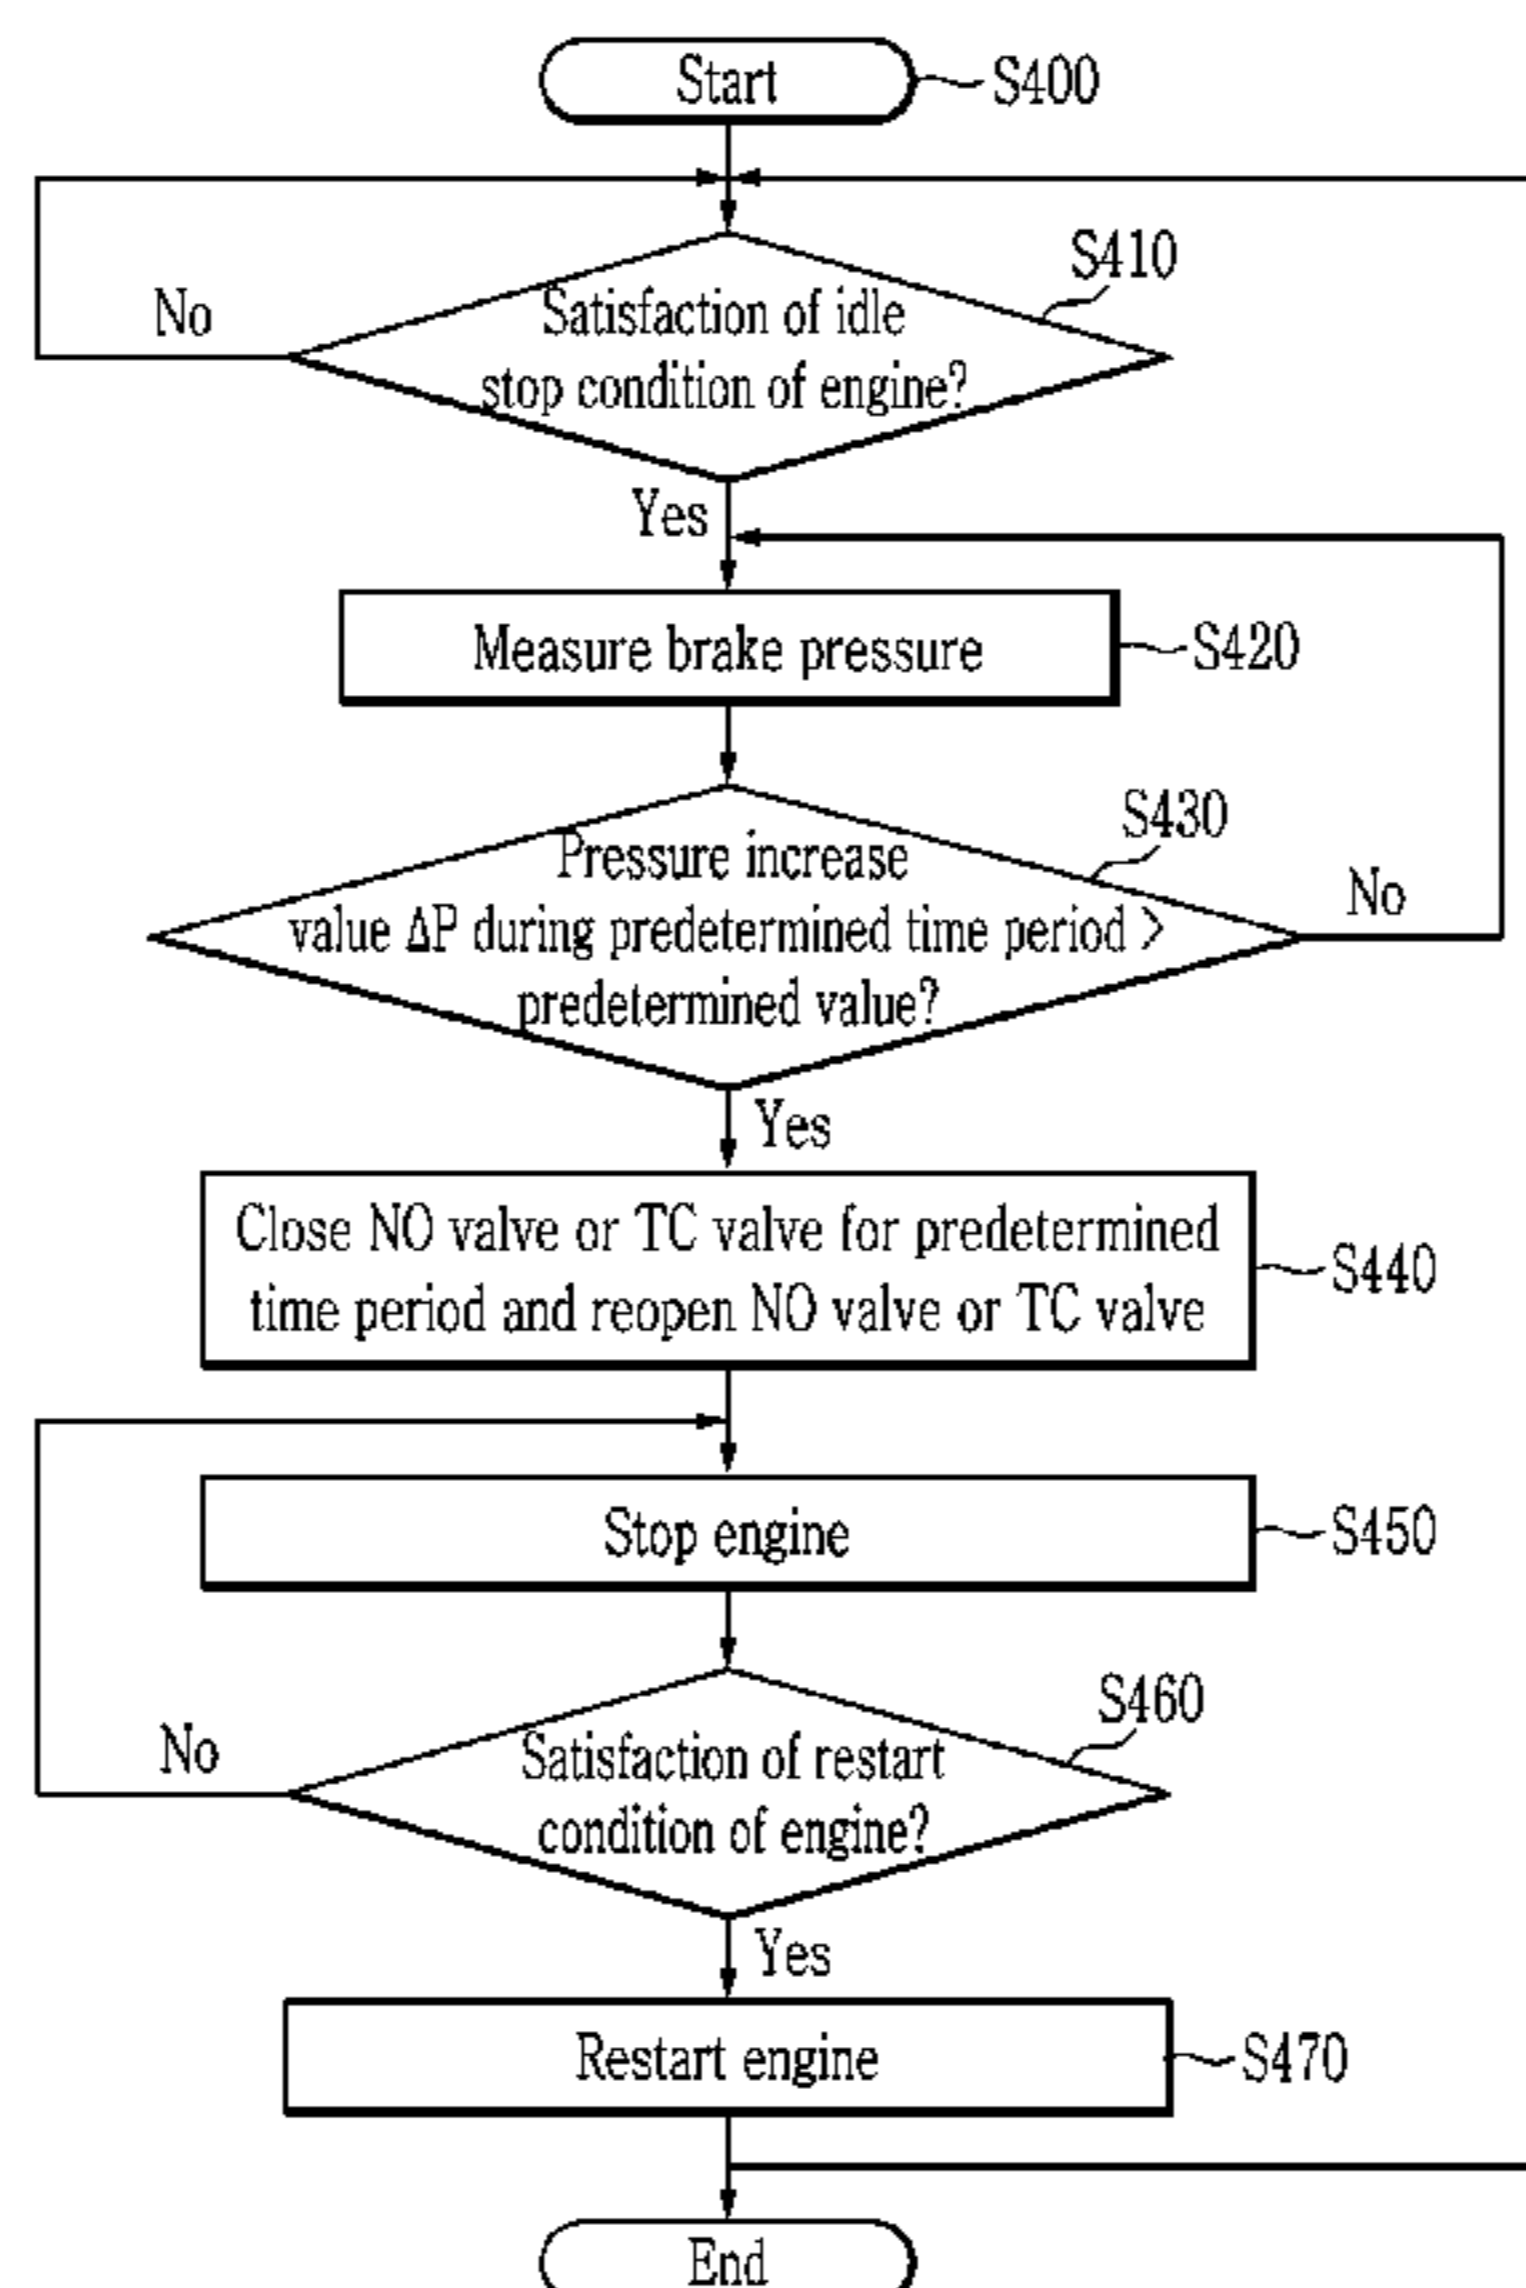 Start
S400
S410
No
Satisfaction of idle
stop condition of engine?
Yes
Measure brake pressure
S420
S430
Pressure increase
value ΔP during predetermined time period >
predetermined value?
No
Yes
Close NO valve or TC valve for predetermined
time period and reopen NO valve or TC valve
S440
Stop engine
S450
S460
No
Satisfaction of restart
condition of engine?
Yes
Restart engine
S470
End